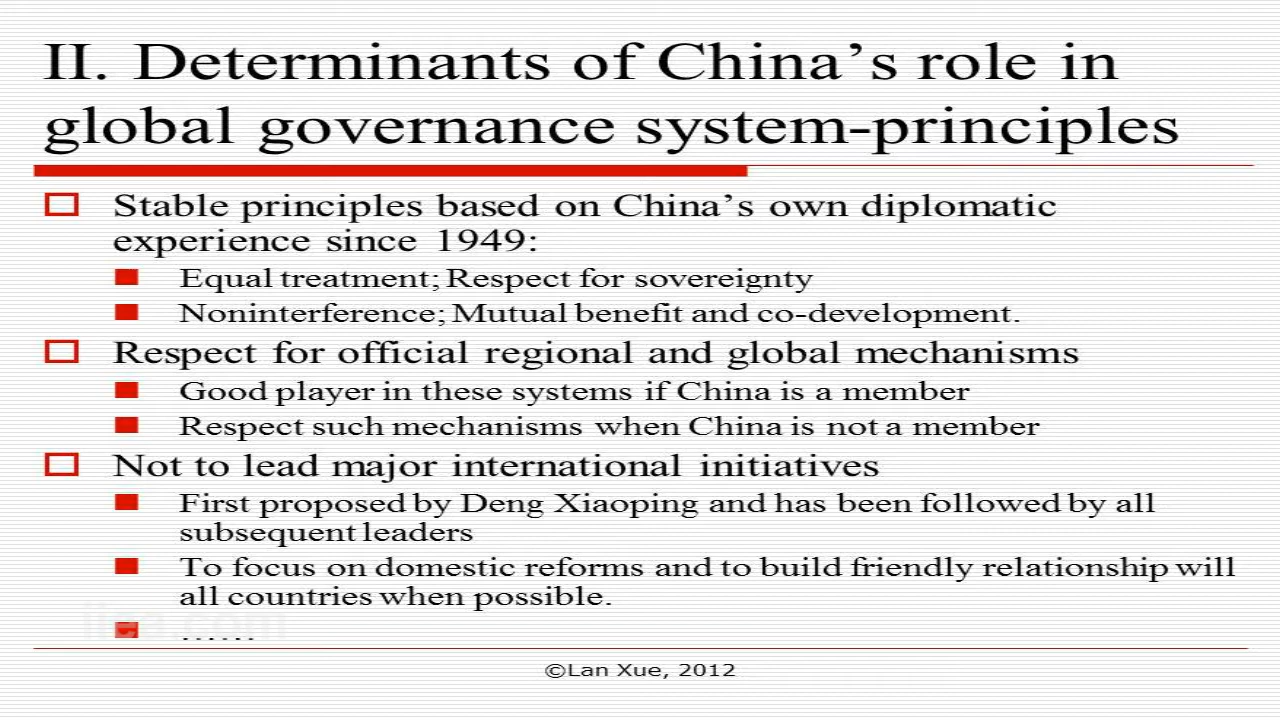 II. Determinants of China’s role in
global governance system-principles
Stable principles based on China’s own diplomatic
experience since 1949:
Equal treatment; Respect for sovereignty
Noninterference; Mutual benefit and co-development.
Respect for official regional and global mechanisms
Good player in these systems if China is a member
Respect such mechanisms when China is not a member
Not to lead major international initiatives
First proposed by Deng Xiaoping and has been followed by all
subsequent leaders
To focus on domestic reforms and to build friendly relationship will
all countries when possible.
iiea.com
……
©Lan Xue, 2012